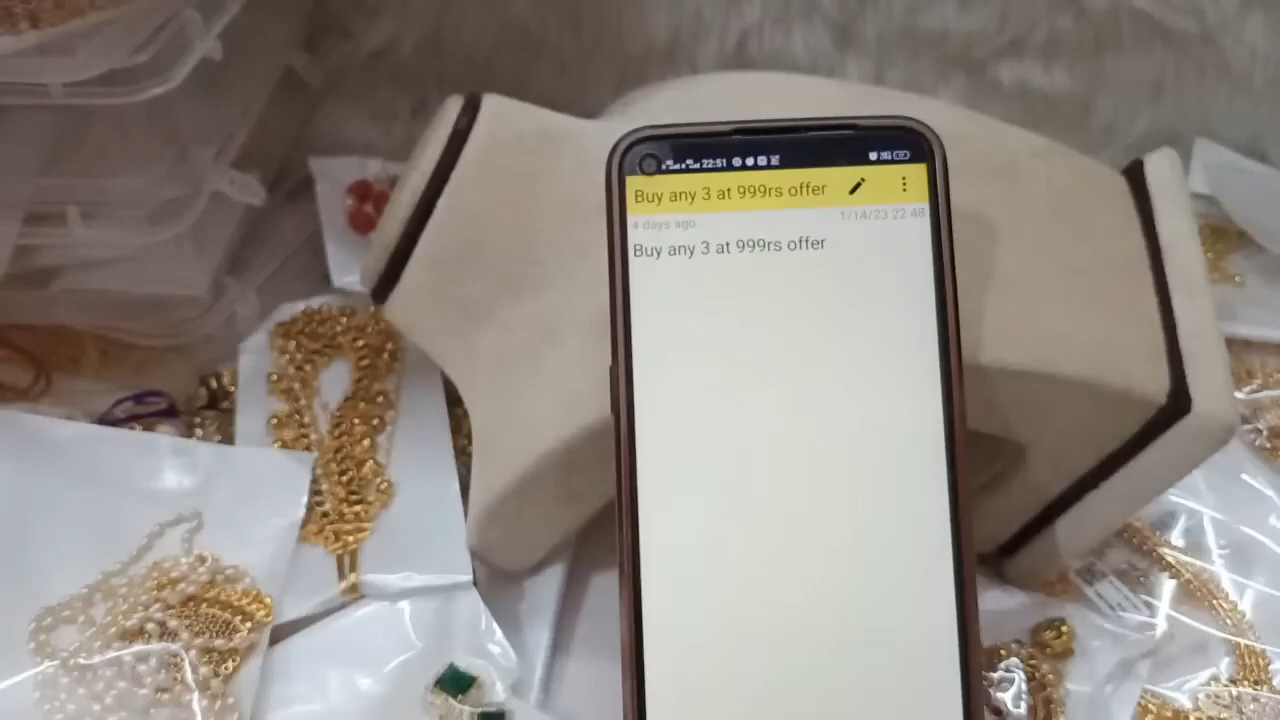 22:51
Buy any 3 at 999rs offer
4 days ago 1/14/23 22:48
Buy any 3 at 999rs offer